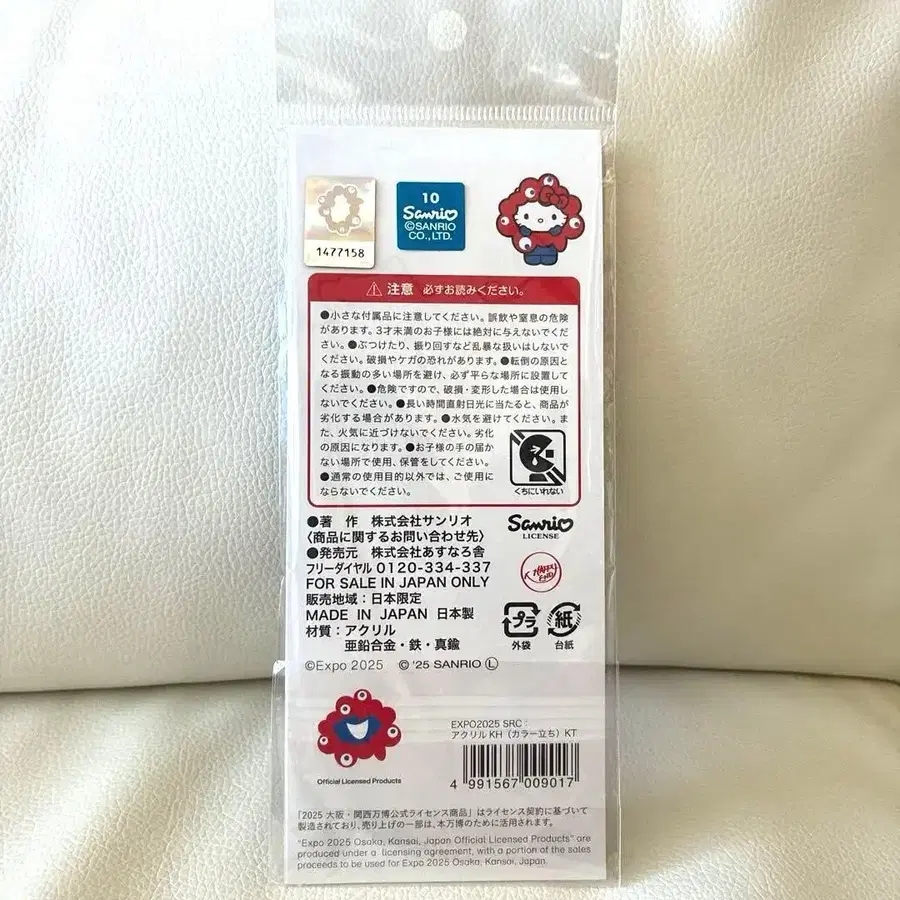 1477158
10
Sanrio
©SANRIO
CO., LTD.
注意 必ずお読みください。
●小さな付属品に注意してください。誤飲や窒息の危険
があります。3才未満のお子様には絶対に与えないでくだ
さい。●ぶつけたり、振り回すなど乱暴な扱いはしないで
ください。破損やケガの恐れがあります。●転倒の原因と
なる振動の多い場所を避け、必ず平らな場所に設置して
ください。●危険ですので、破損・変形した場合は使用し
ないでください。●長い時間直射日光に当たると、商品が
劣化する場合があります。●水気を避けてください。ま
た、火気に近づけないでください。劣化
の原因になります。●お子様の手の届か
ない場所で使用、保管をしてください。
●通常の使用目的以外では、ご使用に
ならないでください。
くちにいれない
●著 作 株式会社サンリオ
〈商品に関するお問い合わせ先〉
●発売元 株式会社あすなろ舎
フリーダイヤル 0120-334-337
FOR SALE IN JAPAN ONLY
販売地域：日本限定
MADE IN JAPAN 日本製
材質：アクリル
亜鉛合金・鉄・真鍮
©Expo 2025 © '25 SANRIO Ⓛ
Sanrio
LICENSE
プラ
外袋
紙
台紙
Official Licensed Products
EXPO2025 SRC：
アクリルKH（カラー立ち）KT
4 991567 009017
「2025 大阪・関西万博公式ライセンス商品」はライセンス契約に基づいて
製造されており、売り上げの一部は、本万博のために活用されます。
"Expo 2025 Osaka, Kansai, Japan Official Licensed Products" are
produced under a licensing agreement, with a portion of the sales
proceeds to be used for Expo 2025 Osaka, Kansai, Japan.